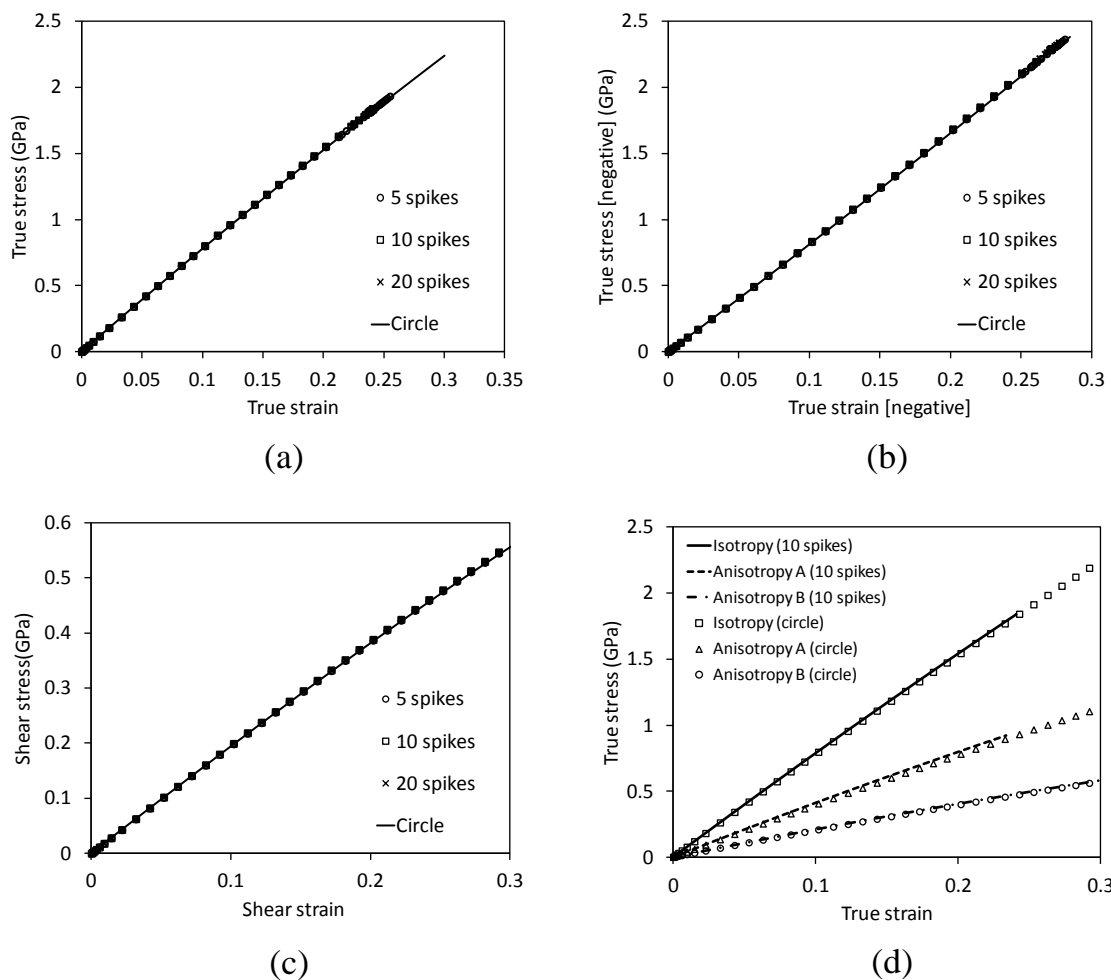 2.5
2
1.5
1
0.5
0
True stress (GPa)
5 spikes
10 spikes
20 spikes
Circle
0 0.05 0.1 0.15 0.2 0.25 0.3 0.35
True strain
(a)
2.5
2
1.5
1
0.5
0
True stress [negative] (GPa)
5 spikes
10 spikes
20 spikes
Circle
0 0.05 0.1 0.15 0.2 0.25 0.3
True strain [negative]
(b)
0.6
0.5
0.4
0.3
0.2
0.1
0
Shear stress(GPa)
5 spikes
10 spikes
20 spikes
Circle
0 0.1 0.2 0.3
Shear strain
(c)
2.5
2
1.5
1
0.5
0
True stress (GPa)
Isotropy (10 spikes)
Anisotropy A (10 spikes)
Anisotropy B (10 spikes)
Isotropy (circle)
Anisotropy A (circle)
Anisotropy B (circle)
0 0.1 0.2 0.3
True strain
(d)